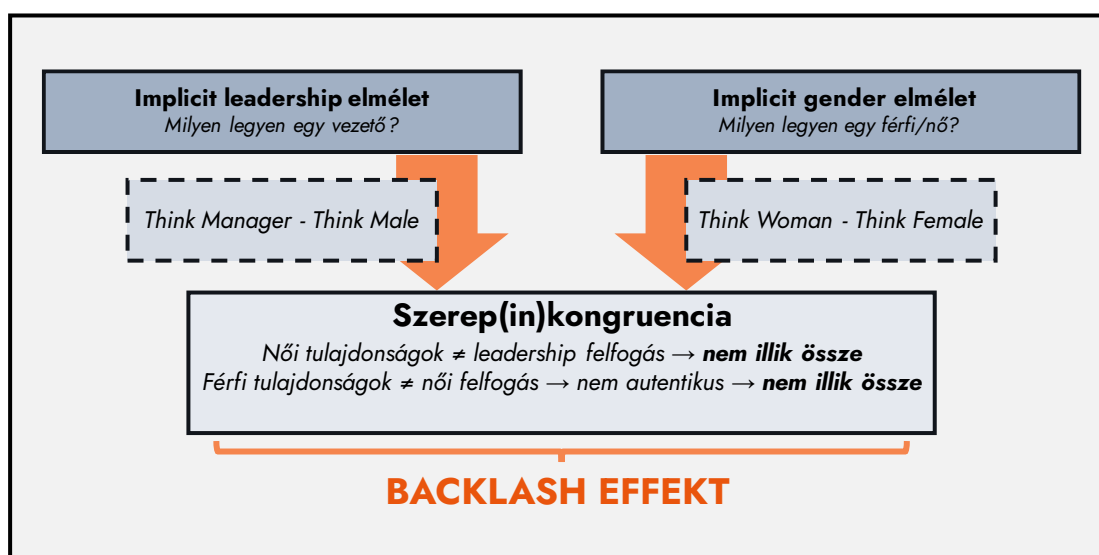 Implicit leadership elmélet
Milyen legyen egy vezető?
Implicit gender elmélet
Milyen legyen egy férfi/nő?
Think Manager - Think Male
Think Woman - Think Female
Szerep(in)kongruencia
Női tulajdonságok ≠ leadership felfogás → nem illik össze
Férfi tulajdonságok ≠ női felfogás → nem autentikus → nem illik össze
BACKLASH EFFEKT